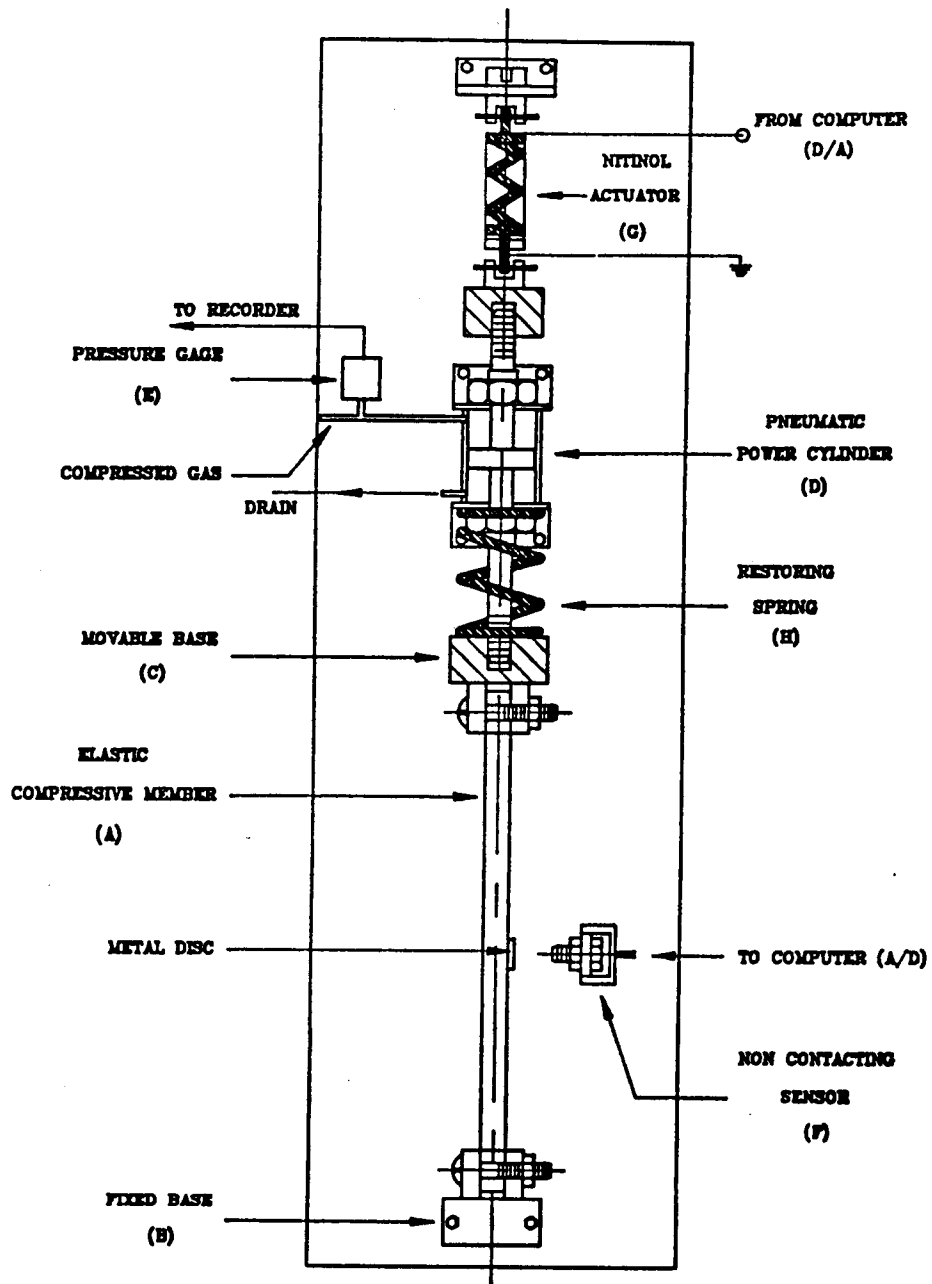 FROM COMPUTER
(D/A)
NITINOL
ACTUATOR
(G)
TO RECORDER
PRESSURE GAGE
(E)
COMPRESSED GAS
DRAIN
PNEUMATIC
POWER CYLINDER
(D)
RESTORING
SPRING
(H)
MOVABLE BASE
(C)
ELASTIC
COMPRESSIVE MEMBER
(A)
METAL DISC
TO COMPUTER (A/D)
NON CONTACTING
SENSOR
(F)
FIXED BASE
(B)